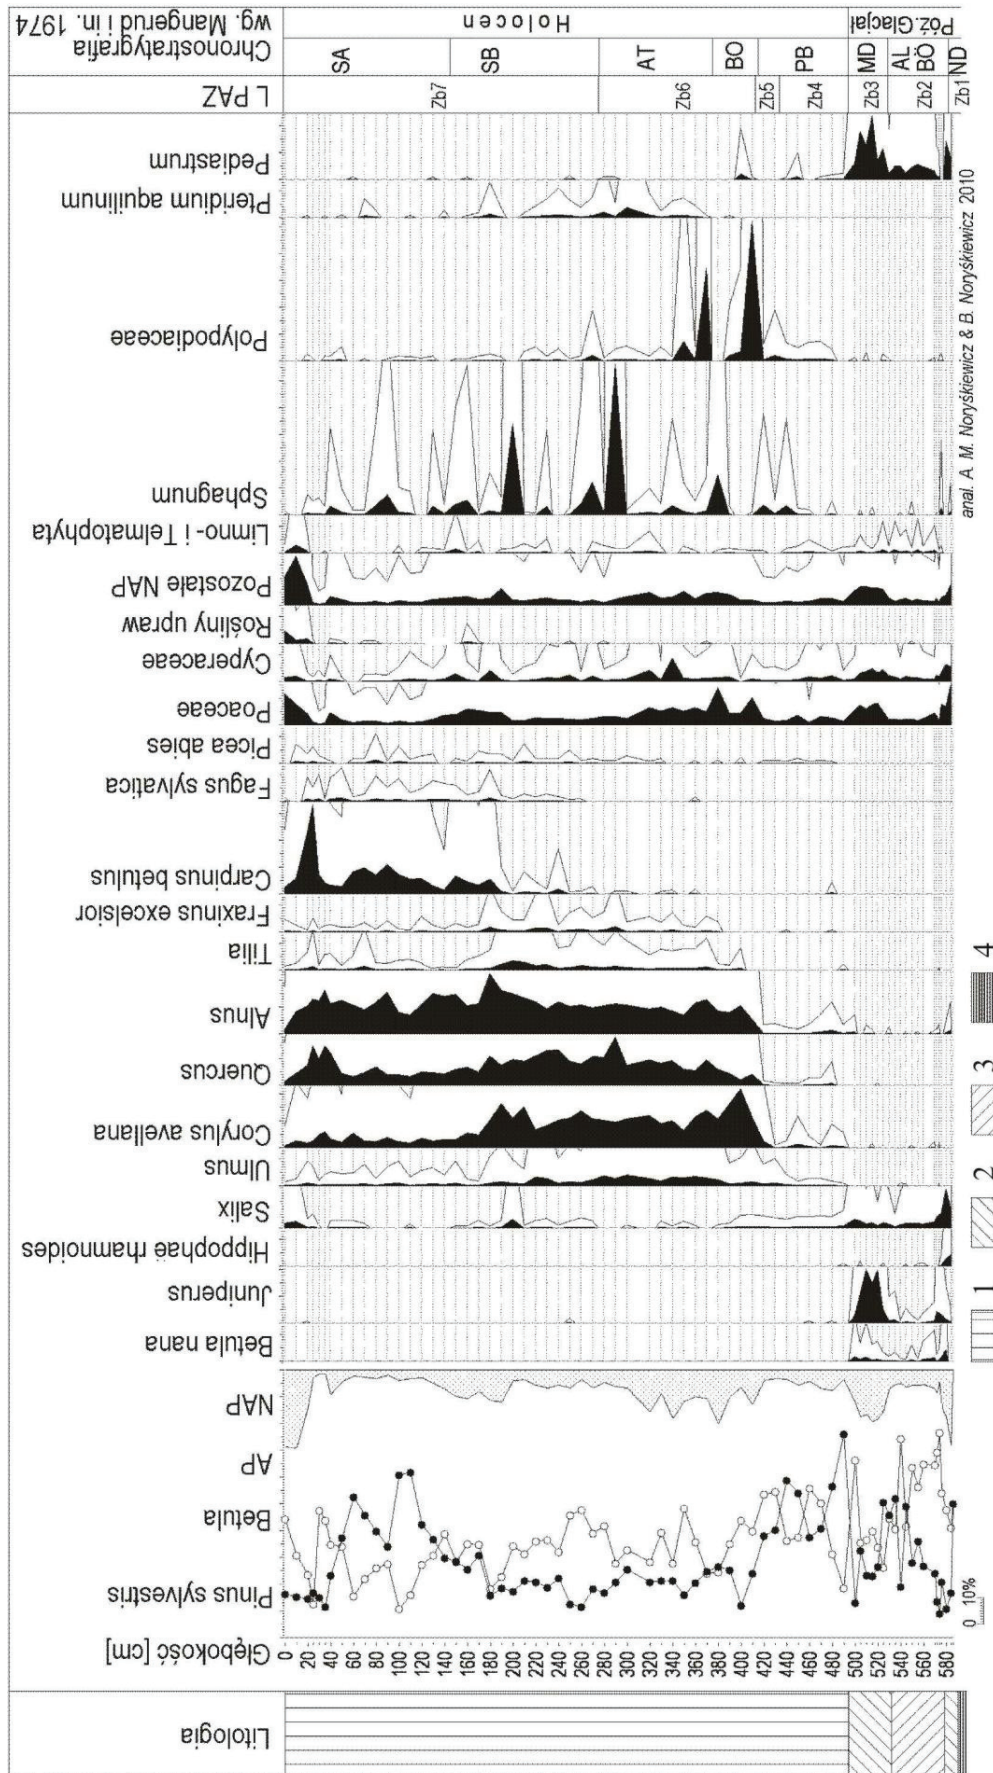 Litologia
Głębokość [cm]
0 20 40 60 80 100 120 140 160 180 200 220 240 260 280 300 320 340 360 380 400 420 440 460 480 500 520 540 560 580
0 10%
Pinus sylvestris
Betula
AP
NAP
Betula nana
Juniperus
Hippophaë rhamnoides
Salix
Ulmus
Corylus avellana
Quercus
Alnus
Tilia
Fraxinus excelsior
Carpinus betulus
Fagus sylvatica
Picea abies
Poaceae
Cyperaceae
Rośliny upraw
Pozostałe NAP
Limno- i Telmatophyta
Sphagnum
Polypodiaceae
Pteridium aquilinum
Pediastrum
L PAZ
Zb7
Zb6
Zb5
Zb4
Zb3
Zb2
Zb1
Chronostratygrafia
wg. Mangerud i in. 1974
SA
SB
AT
BO
PB
MD
AL
BÖ
ND
Holocen
Póź.Glacjał
1
2
3
4
anal. A M. Noryśkiewicz & B. Noryśkiewicz 2010